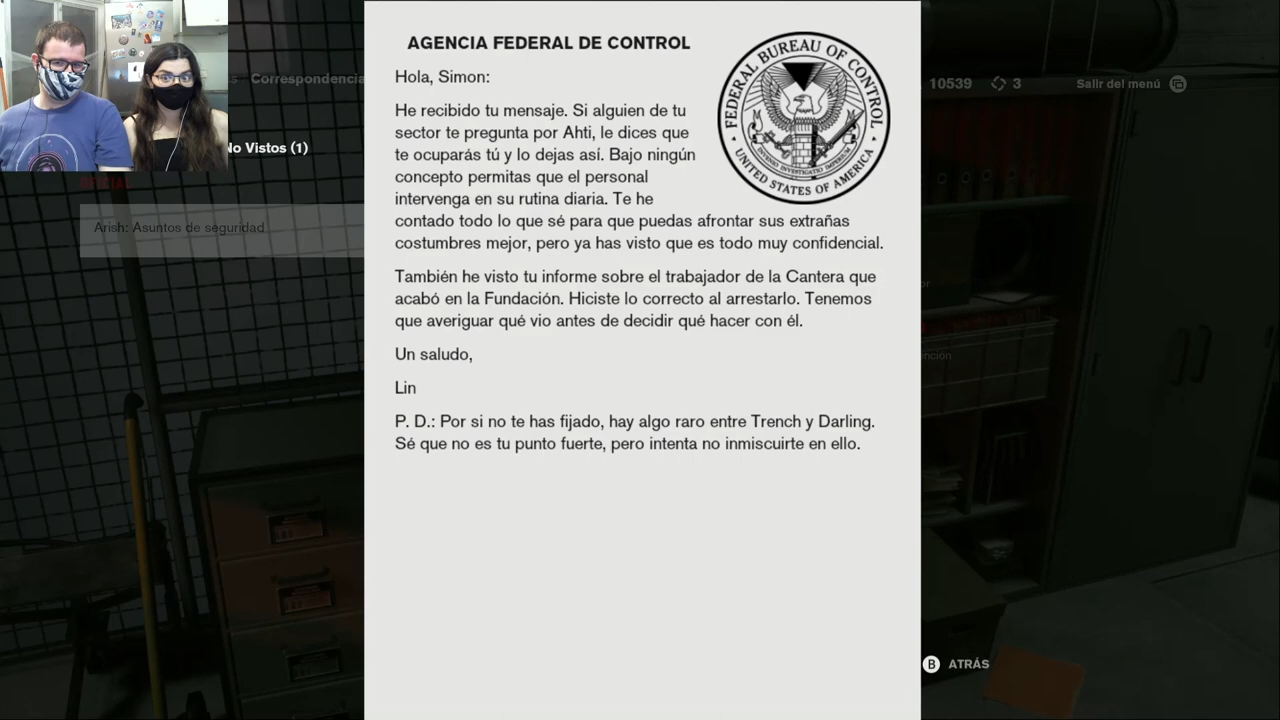 AGENCIA FEDERAL DE CONTROL
FEDERAL BUREAU OF CONTROL
UNITED STATES OF AMERICA
Hola, Simon:
He recibido tu mensaje. Si alguien de tu
sector te pregunta por Ahti, le dices que
te ocuparás tú y lo dejas así. Bajo ningún
concepto permitas que el personal
intervenga en su rutina diaria. Te he
contado todo lo que sé para que puedas afrontar sus extrañas
costumbres mejor, pero ya has visto que es todo muy confidencial.
También he visto tu informe sobre el trabajador de la Cantera que
acabó en la Fundación. Hiciste lo correcto al arrestarlo. Tenemos
que averiguar qué vio antes de decidir qué hacer con él.
Un saludo,
Lin
P. D.: Por si no te has fijado, hay algo raro entre Trench y Darling.
Sé que no es tu punto fuerte, pero intenta no inmiscuirte en ello.
Correspondencia
No Vistos (1)
Arish: Asuntos de seguridad
10539
3
Salir del menú
B ATRÁS